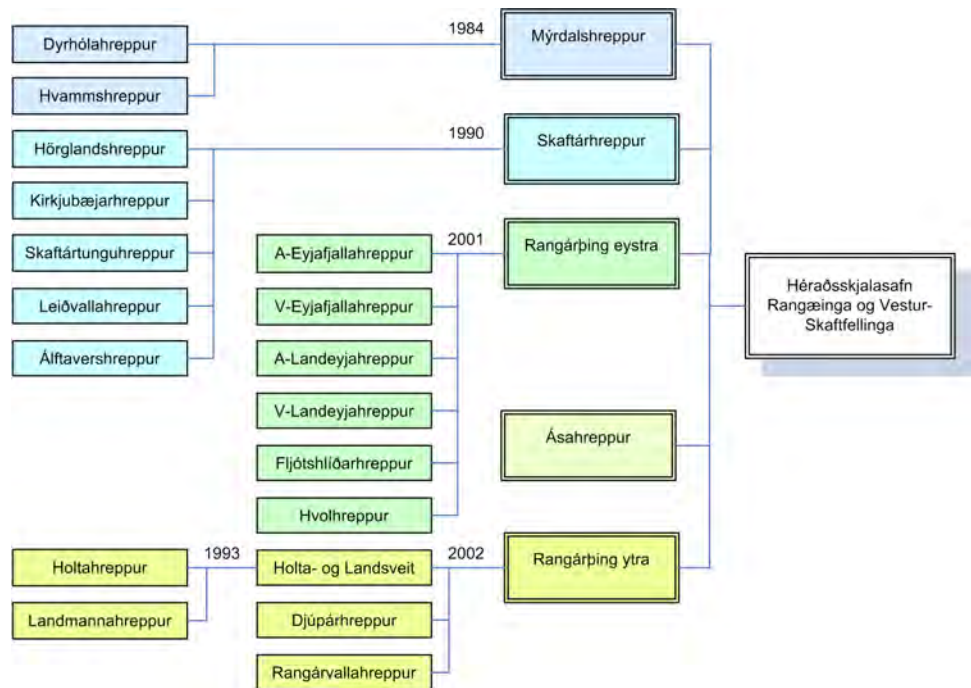 Dyrhólahreppur
1984
Mýrdalshreppur
Hvammshreppur
Hörglandshreppur
1990
Skaftárhreppur
Kirkjubæjarhreppur
Skaftártunguhreppur
Leiðvallahreppur
Álftavershreppur
A-Eyjafjallahreppur
2001
Rangárþing eystra
V-Eyjafjallahreppur
A-Landeyjahreppur
V-Landeyjahreppur
Fljótshlíðarhreppur
Hvolhreppur
Ásahreppur
Holtahreppur
1993
Holta- og Landsveit
2002
Rangárþing ytra
Landmannahreppur
Djúpárhreppur
Rangárvallahreppur
Héraðsskjalasafn
Rangæinga og Vestur-
Skaftfellinga